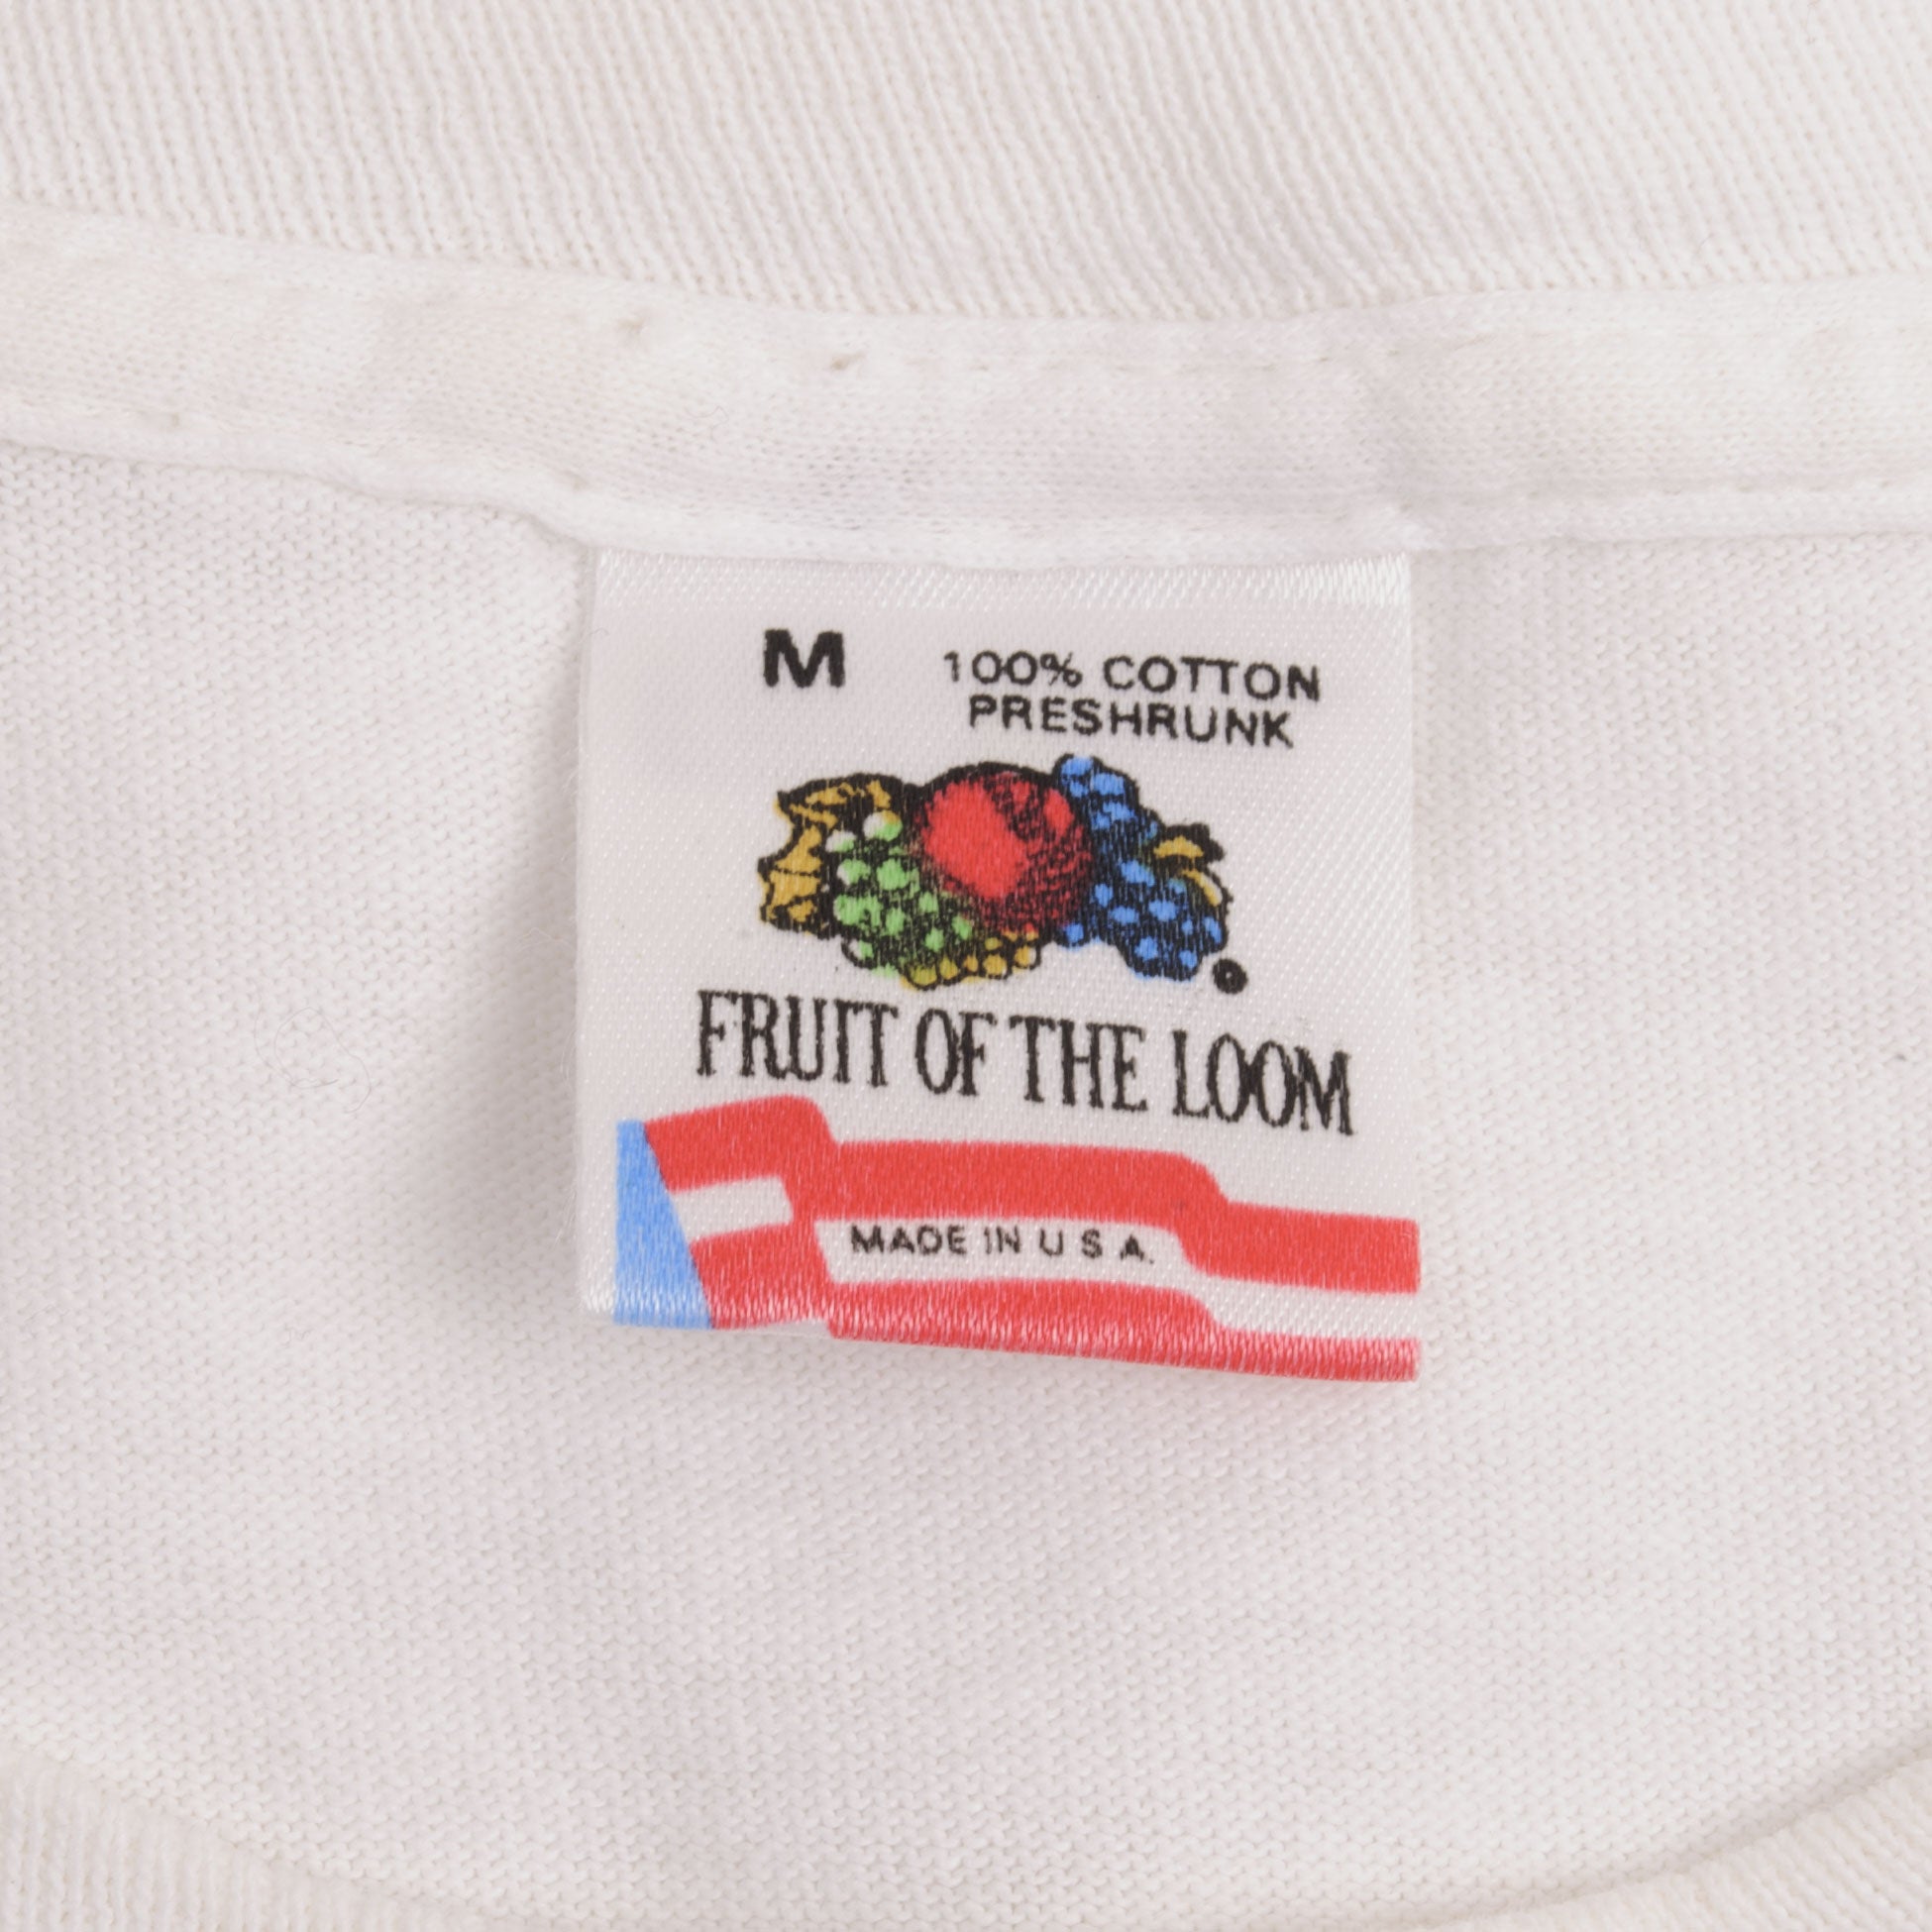 M
100% COTTON
PRESHRUNK
FRUIT OF THE LOOM
MADE IN U S A.